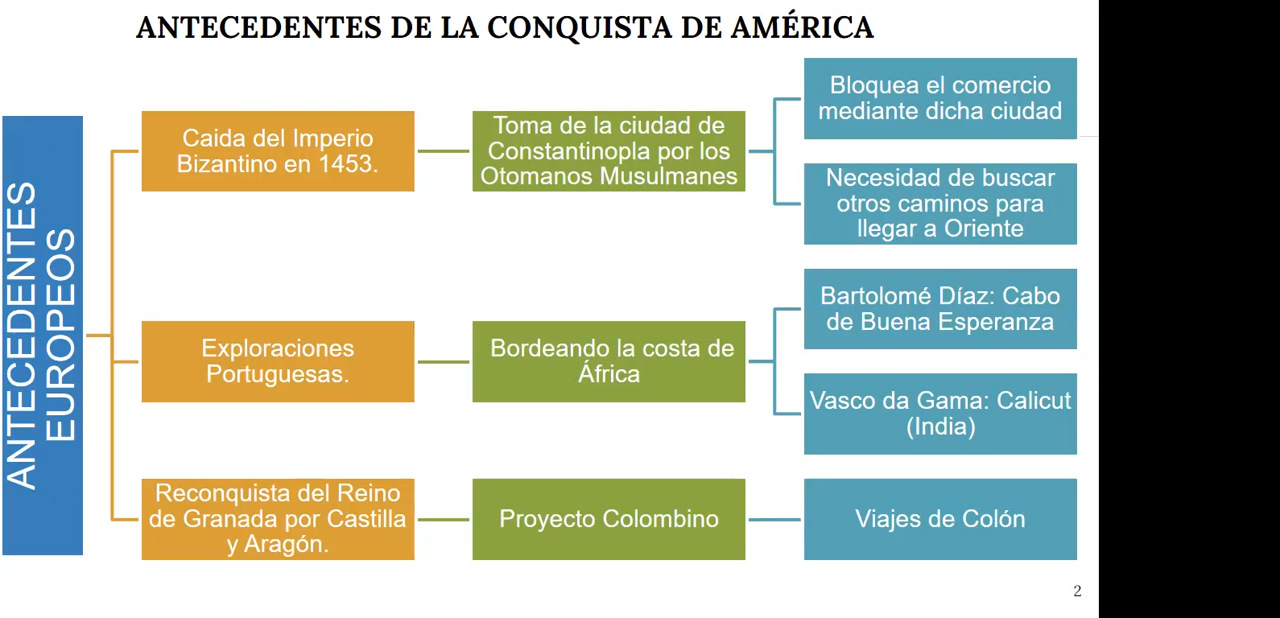 ANTECEDENTES DE LA CONQUISTA DE AMÉRICA
ANTECEDENTES
EUROPEOS
Caida del Imperio
Bizantino en 1453.
Toma de la ciudad de
Constantinopla por los
Otomanos Musulmanes
Bloquea el comercio
mediante dicha ciudad
Necesidad de buscar
otros caminos para
llegar a Oriente
Exploraciones
Portuguesas.
Bordeando la costa de
África
Bartolomé Díaz: Cabo
de Buena Esperanza
Vasco da Gama: Calicut
(India)
Reconquista del Reino
de Granada por Castilla
y Aragón.
Proyecto Colombino
Viajes de Colón
2